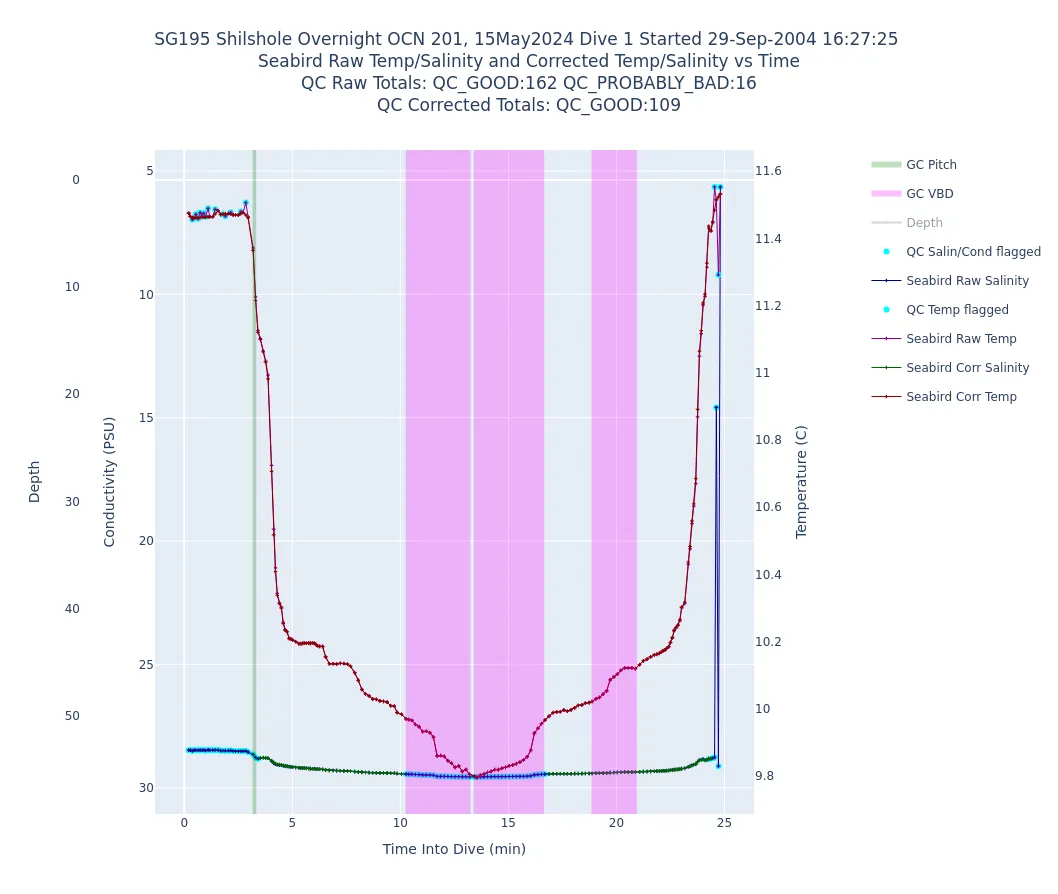 SG195 Shilshole Overnight OCN 201, 15May2024 Dive 1 Started 29-Sep-2004 16:27:25
Seabird Raw Temp/Salinity and Corrected Temp/Salinity vs Time
QC Raw Totals: QC_GOOD:162 QC_PROBABLY_BAD:16
QC Corrected Totals: QC_GOOD:109
Depth
0
10
20
30
40
50
Conductivity (PSU)
5
10
15
20
25
30
11.6
11.4
11.2
11
10.8
10.6
10.4
10.2
10
9.8
Temperature (C)
0 5 10 15 20 25
Time Into Dive (min)
GC Pitch
GC VBD
Depth
QC Salin/Cond flagged
Seabird Raw Salinity
QC Temp flagged
Seabird Raw Temp
Seabird Corr Salinity
Seabird Corr Temp